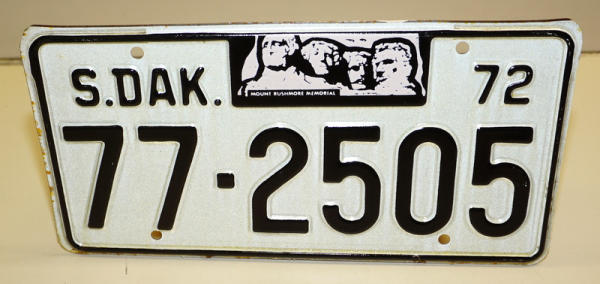 S.DAK. 72
MOUNT RUSHMORE MEMORIAL
77-2505